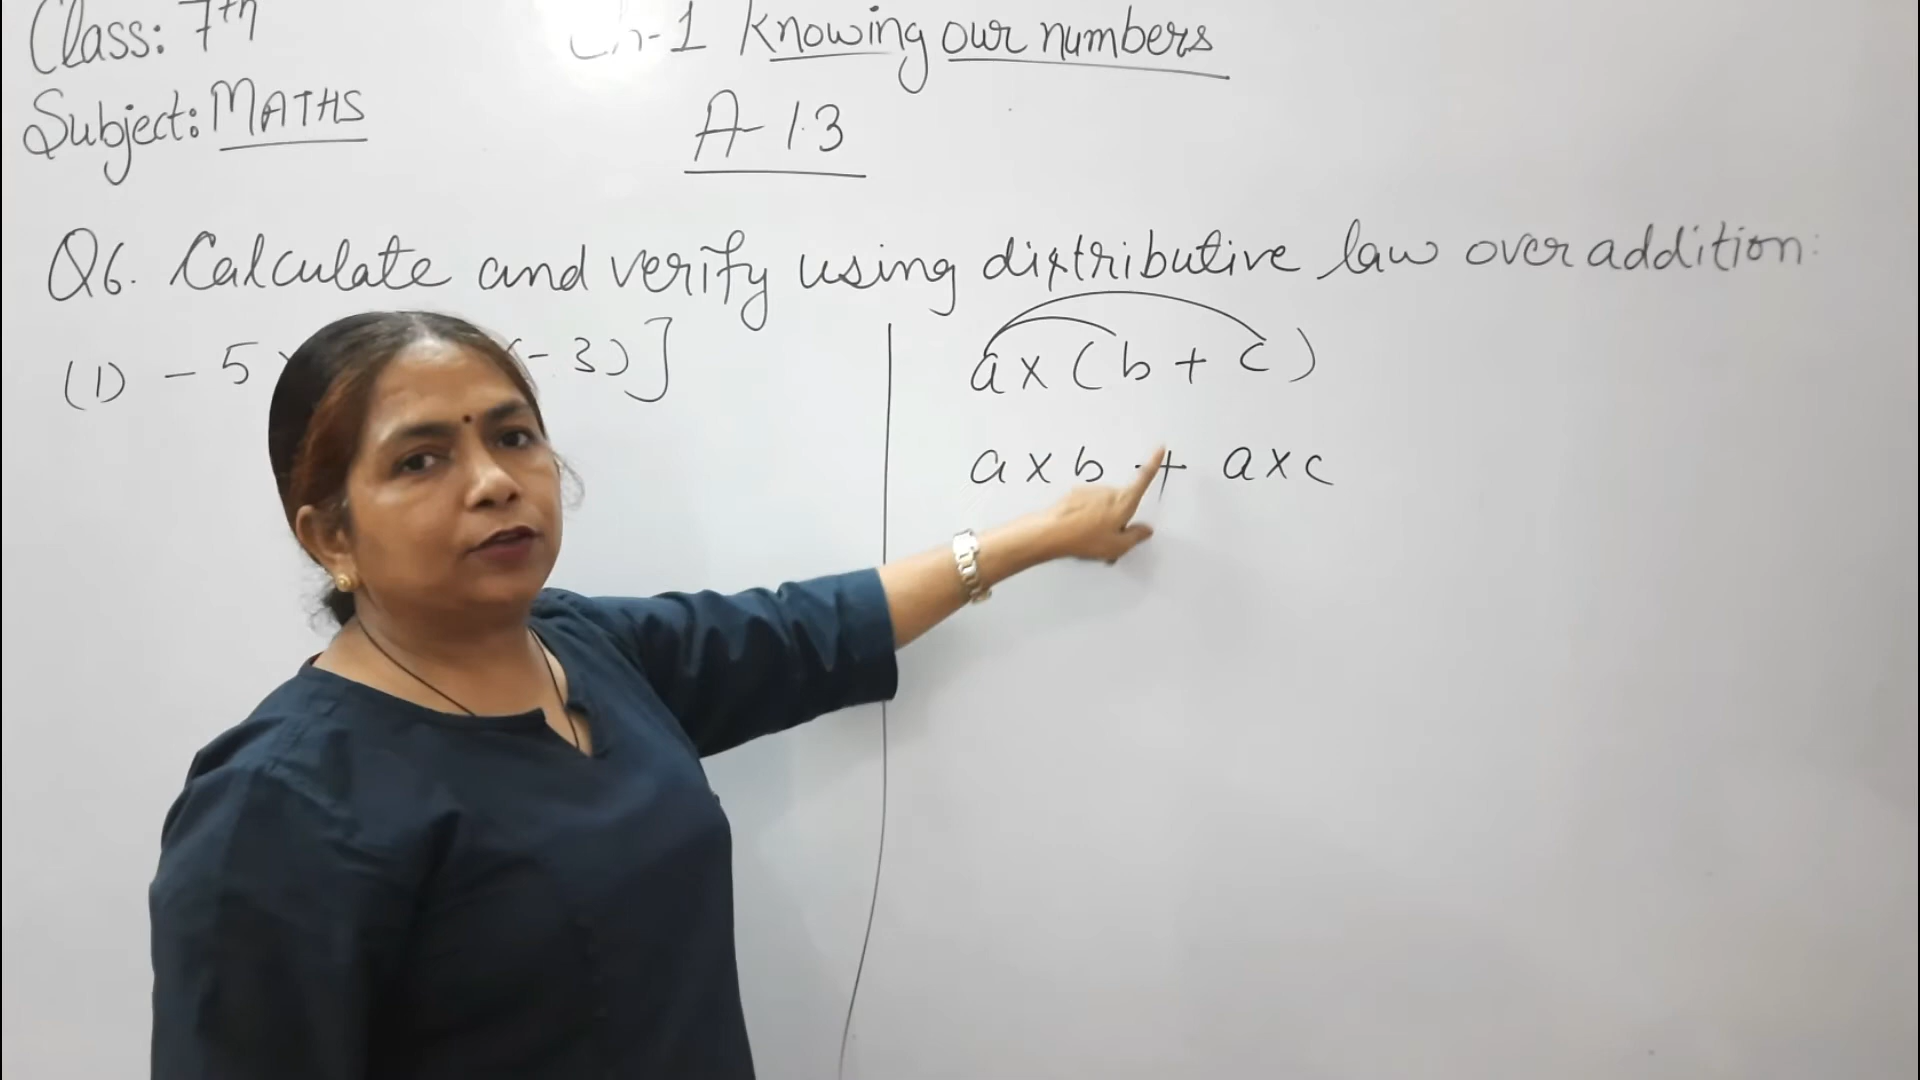 Class: 7th
Ch-1 Knowing our numbers
Subject: MATHS
A-1.3
Q6. Calculate and verify using distributive law over addition:
(1) - 5 (- 3)]
a x (b + c)
a x b + a x c